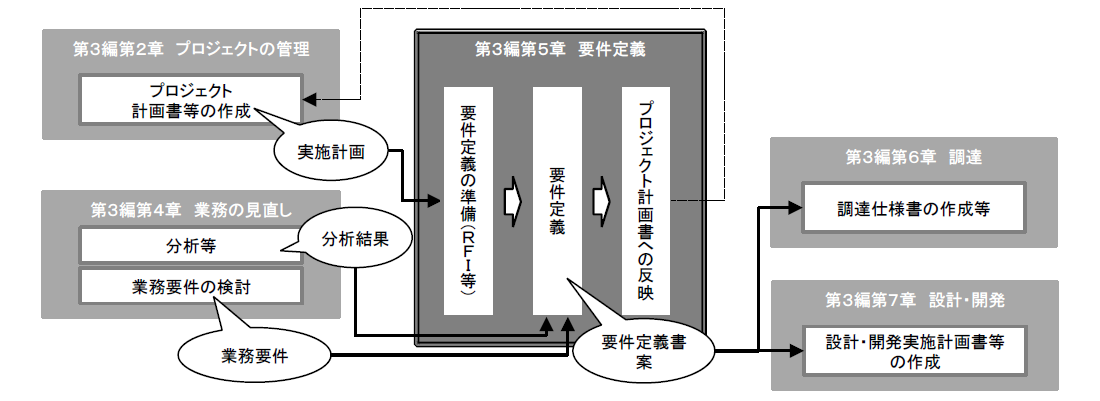 第3編第2章 プロジェクトの管理
プロジェクト
計画書等の作成
実施計画
第3編第4章 業務の見直し
分析等
分析結果
業務要件の検討
業務要件
第3編第5章 要件定義
要件定義の準備(RFI等)
要件定義
プロジェクト計画書への反映
要件定義書
案
第3編第6章 調達
調達仕様書の作成等
第3編第7章 設計・開発
設計・開発実施計画書等
の作成